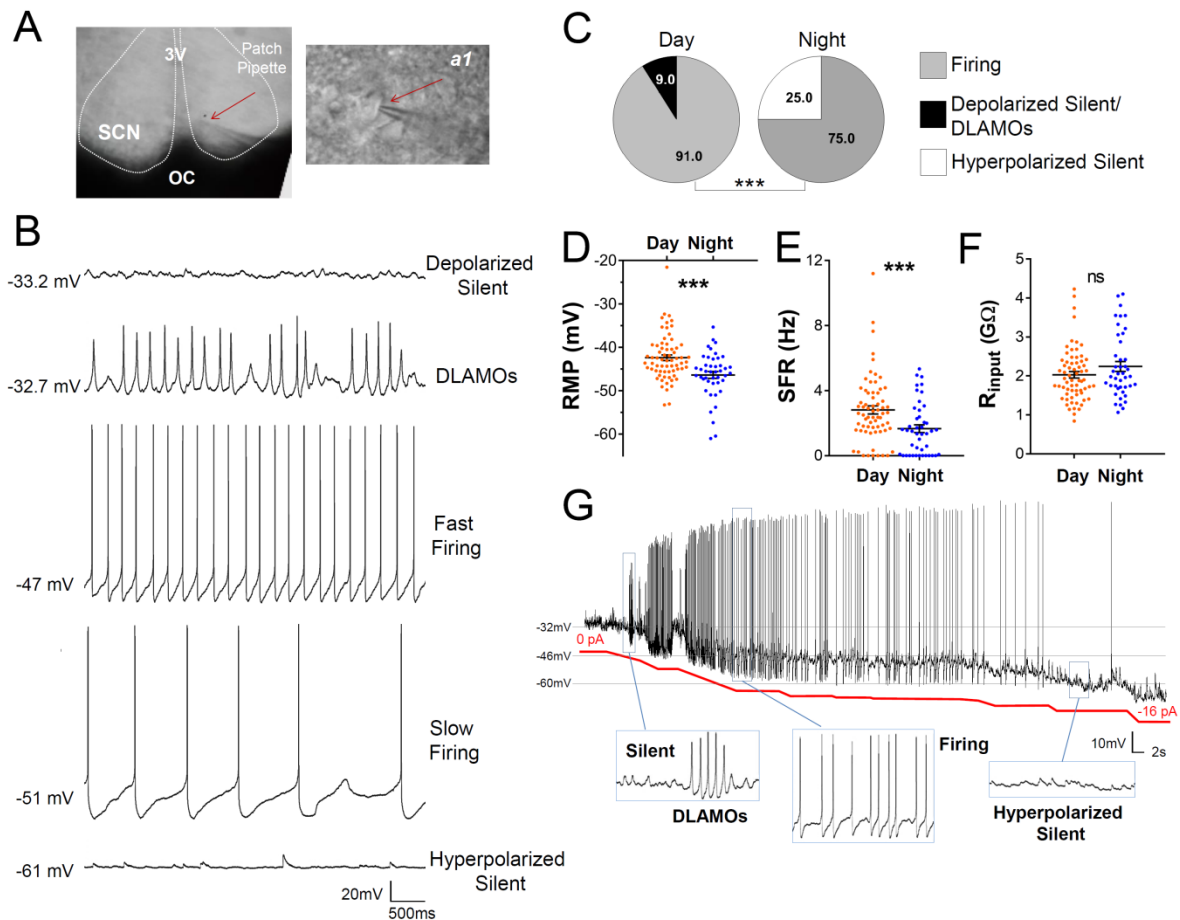 A
3V
Patch
Pipette
SCN
OC
a1
B
-33.2 mV
Depolarized
Silent
-32.7 mV
DLAMOs
-47 mV
Fast
Firing
-51 mV
Slow
Firing
-61 mV
Hyperpolarized
Silent
20mV
500ms
C
Day
Night
9.0
91.0
25.0
75.0
***
Firing
Depolarized Silent/
DLAMOs
Hyperpolarized Silent
D
Day Night
-20
-30
-40
-50
-60
RMP (mV)
***
E
12
8
4
0
SFR (Hz)
***
Day Night
F
5
4
3
2
1
0
Rinput (GΩ)
ns
Day Night
G
-32mV
0 pA
-46mV
-60mV
-16 pA
10mV
2s
Silent
DLAMOs
Firing
Hyperpolarized
Silent